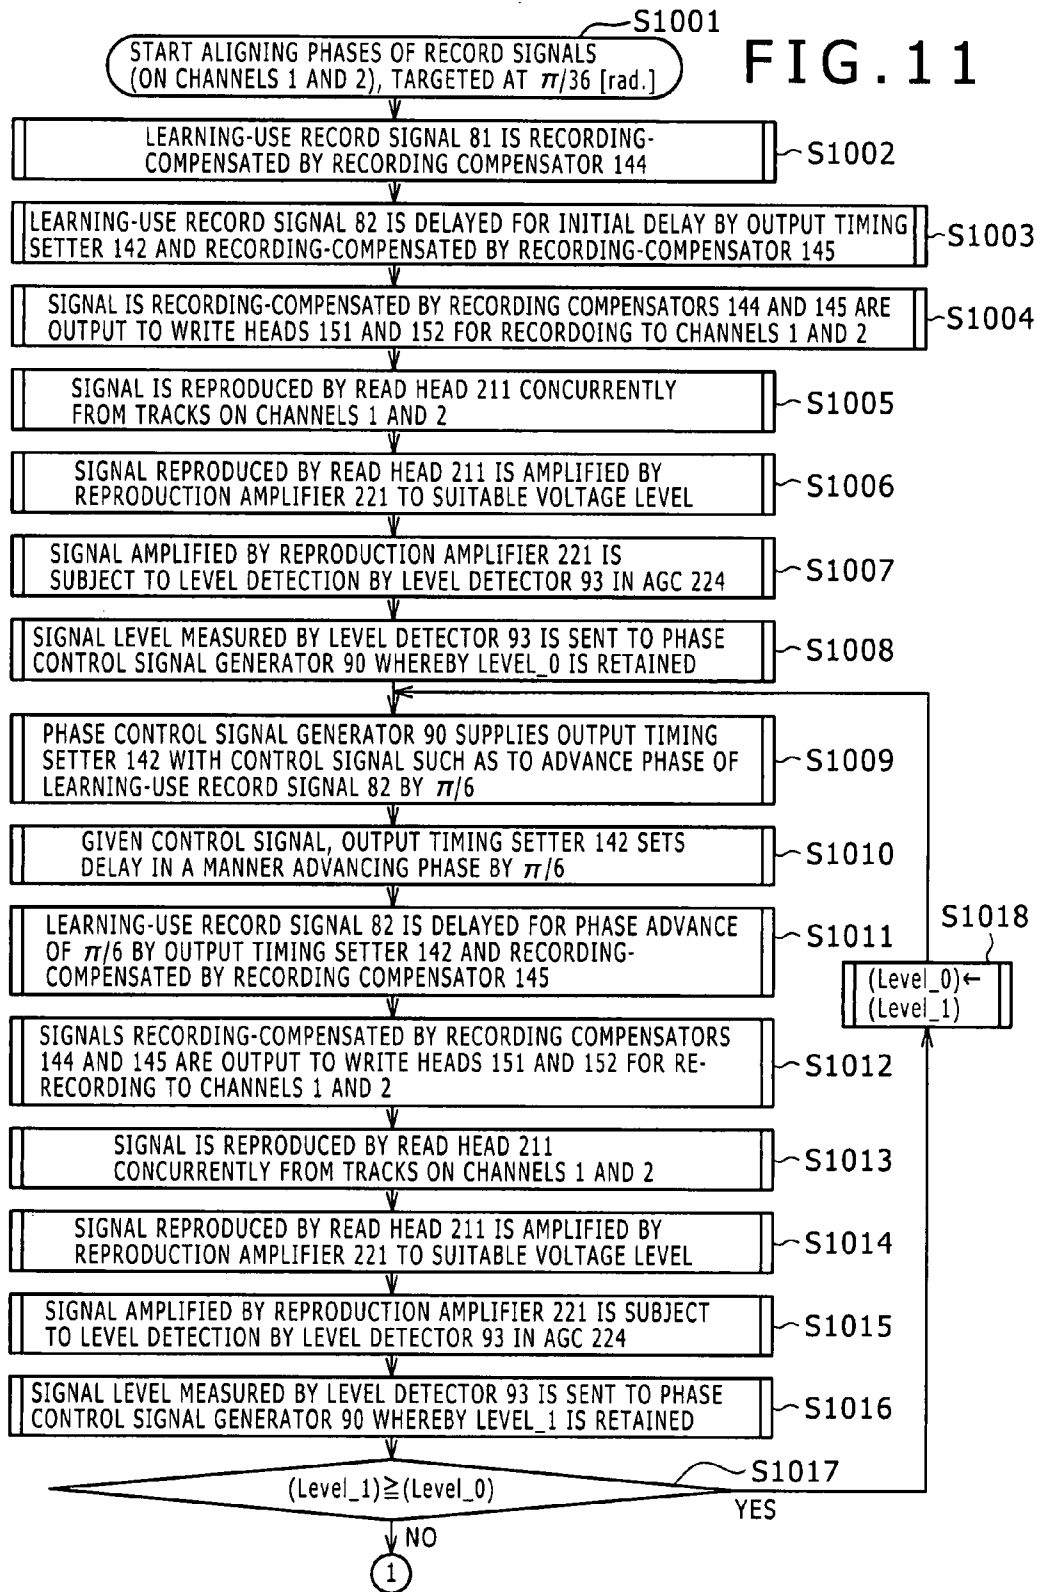 FIG.11
S1001
START ALIGNING PHASES OF RECORD SIGNALS
(ON CHANNELS 1 AND 2), TARGETED AT π/36 [rad.]
LEARNING-USE RECORD SIGNAL 81 IS RECORDING-
COMPENSATED BY RECORDING COMPENSATOR 144
S1002
LEARNING-USE RECORD SIGNAL 82 IS DELAYED FOR INITIAL DELAY BY OUTPUT TIMING
SETTER 142 AND RECORDING-COMPENSATED BY RECORDING-COMPENSATOR 145
S1003
SIGNAL IS RECORDING-COMPENSATED BY RECORDING COMPENSATORS 144 AND 145 ARE
OUTPUT TO WRITE HEADS 151 AND 152 FOR RECORDOING TO CHANNELS 1 AND 2
S1004
SIGNAL IS REPRODUCED BY READ HEAD 211 CONCURRENTLY
FROM TRACKS ON CHANNELS 1 AND 2
S1005
SIGNAL REPRODUCED BY READ HEAD 211 IS AMPLIFIED BY
REPRODUCTION AMPLIFIER 221 TO SUITABLE VOLTAGE LEVEL
S1006
SIGNAL AMPLIFIED BY REPRODUCTION AMPLIFIER 221 IS
SUBJECT TO LEVEL DETECTION BY LEVEL DETECTOR 93 IN AGC 224
S1007
SIGNAL LEVEL MEASURED BY LEVEL DETECTOR 93 IS SENT TO PHASE
CONTROL SIGNAL GENERATOR 90 WHEREBY LEVEL_0 IS RETAINED
S1008
PHASE CONTROL SIGNAL GENERATOR 90 SUPPLIES OUTPUT TIMING
SETTER 142 WITH CONTROL SIGNAL SUCH AS TO ADVANCE PHASE OF
LEARNING-USE RECORD SIGNAL 82 BY π/6
S1009
GIVEN CONTROL SIGNAL, OUTPUT TIMING SETTER 142 SETS
DELAY IN A MANNER ADVANCING PHASE BY π/6
S1010
LEARNING-USE RECORD SIGNAL 82 IS DELAYED FOR PHASE ADVANCE
OF π/6 BY OUTPUT TIMING SETTER 142 AND RECORDING-
COMPENSATED BY RECORDING COMPENSATOR 145
S1011
S1018
(Level_0)←
(Level_1)
SIGNALS RECORDING-COMPENSATED BY RECORDING COMPENSATORS
144 AND 145 ARE OUTPUT TO WRITE HEADS 151 AND 152 FOR RE-
RECORDING TO CHANNELS 1 AND 2
S1012
SIGNAL IS REPRODUCED BY READ HEAD 211
CONCURRENTLY FROM TRACKS ON CHANNELS 1 AND 2
S1013
SIGNAL REPRODUCED BY READ HEAD 211 IS AMPLIFIED BY
REPRODUCTION AMPLIFIER 221 TO SUITABLE VOLTAGE LEVEL
S1014
SIGNAL AMPLIFIED BY REPRODUCTION AMPLIFIER 221 IS SUBJECT
TO LEVEL DETECTION BY LEVEL DETECTOR 93 IN AGC 224
S1015
SIGNAL LEVEL MEASURED BY LEVEL DETECTOR 93 IS SENT TO PHASE
CONTROL SIGNAL GENERATOR 90 WHEREBY LEVEL_1 IS RETAINED
S1016
(Level_1)≧(Level_0)
S1017
YES
NO
1